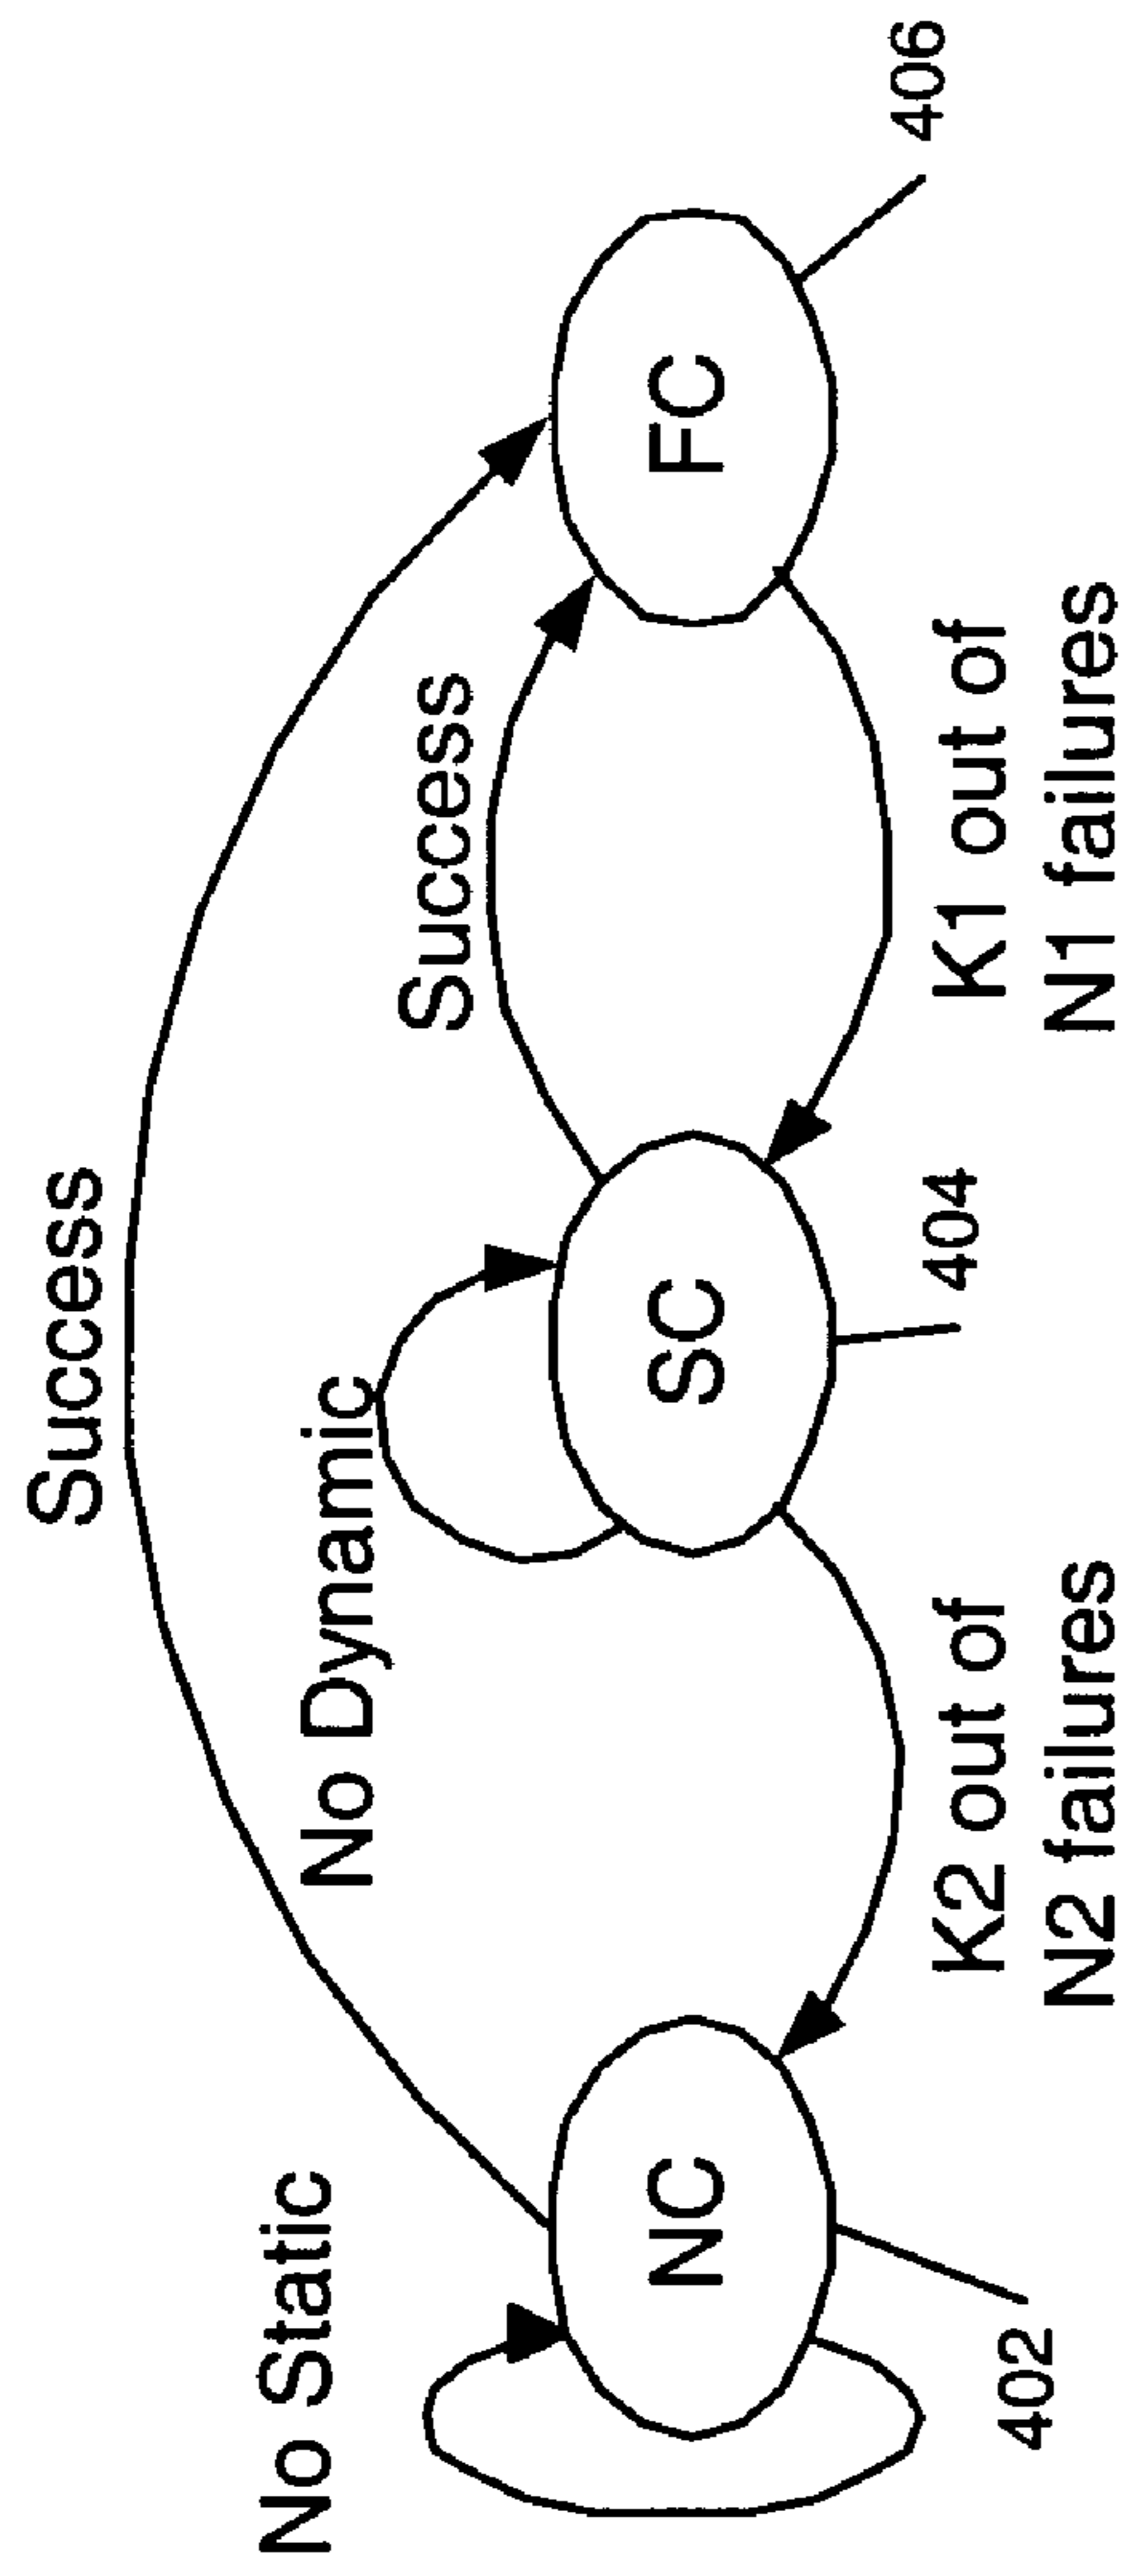 Success
No Static
No Dynamic
Success
NC
SC
FC
402
404
406
K2 out of
N2 failures
K1 out of
N1 failures